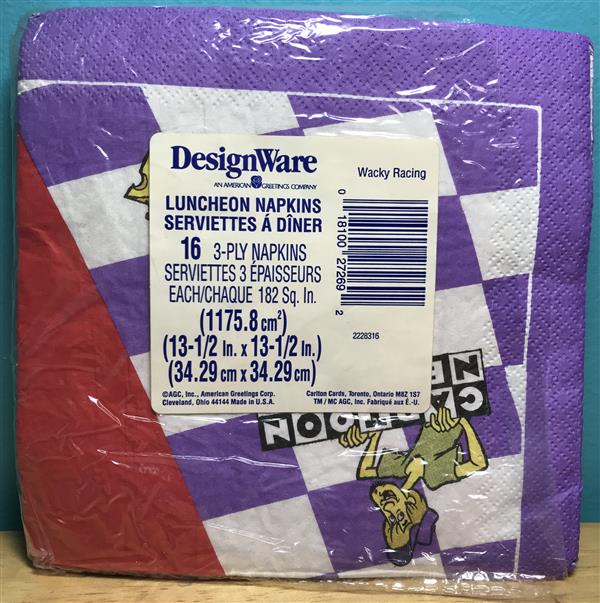 DesignWare
AN AMERICAN GREETINGS COMPANY
Wacky Racing
LUNCHEON NAPKINS
SERVIETTES Á DÎNER
16 3-PLY NAPKINS
SERVIETTES 3 ÉPAISSEURS
EACH/CHAQUE 182 Sq. In.
(1175.8 cm²)
(13-1/2 In. x 13-1/2 In.)
(34.29 cm x 34.29 cm)
0 18100 27269 2
2228316
©AGC, Inc., American Greetings Corp.
Cleveland, Ohio 44144 Made in U.S.A.
Carlton Cards, Toronto, Ontario M8Z 1S7
TM / MC AGC, Inc. Fabriqué aux É.-U.